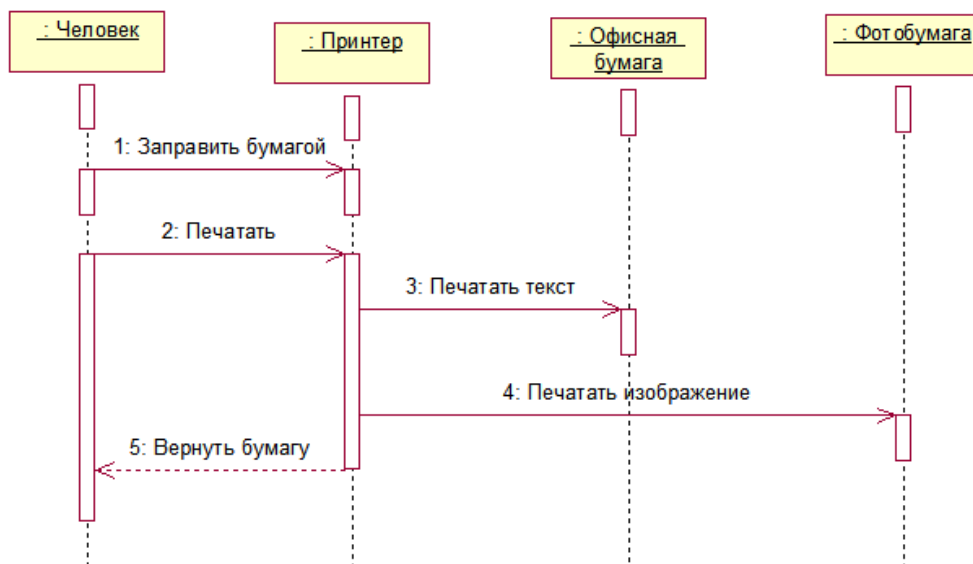 : Человек
: Принтер
: Офисная
бумага
: Фотобумага
1: Заправить бумагой
2: Печатать
3: Печатать текст
4: Печатать изображение
5: Вернуть бумагу